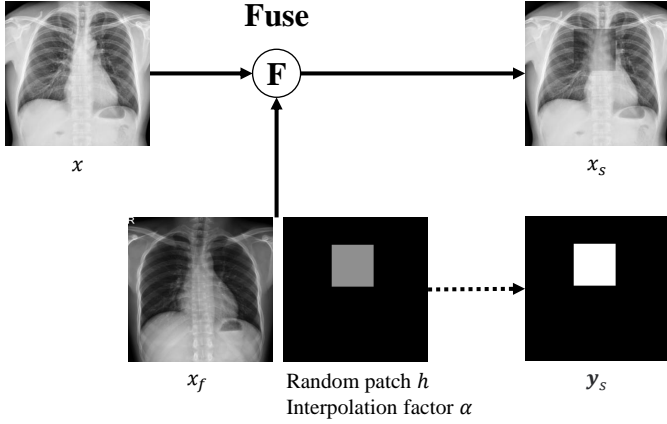 Fuse
F
x
x_s
R
x_f
Random patch h
Interpolation factor α
y_s